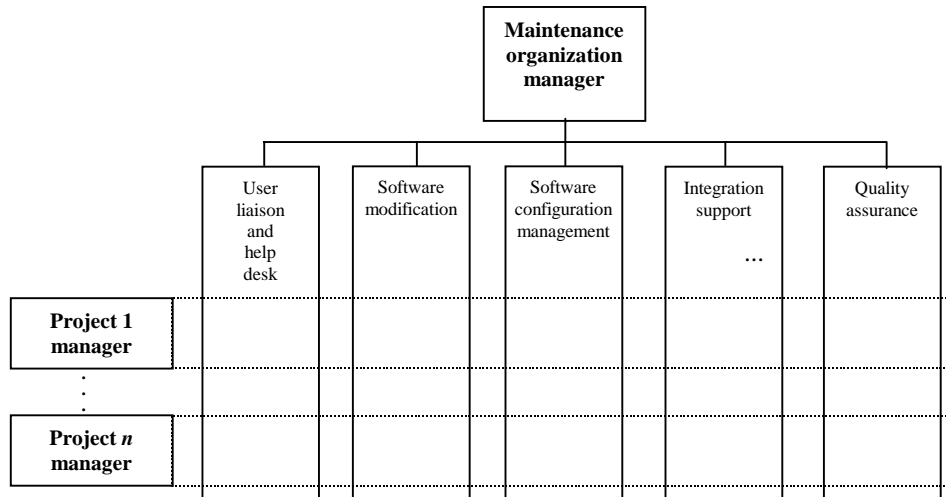 Maintenance
organization
manager
User
liaison
and
help
desk
Software
modification
Software
configuration
management
Integration
support
...
Quality
assurance
Project 1
manager
.
.
.
Project n
manager